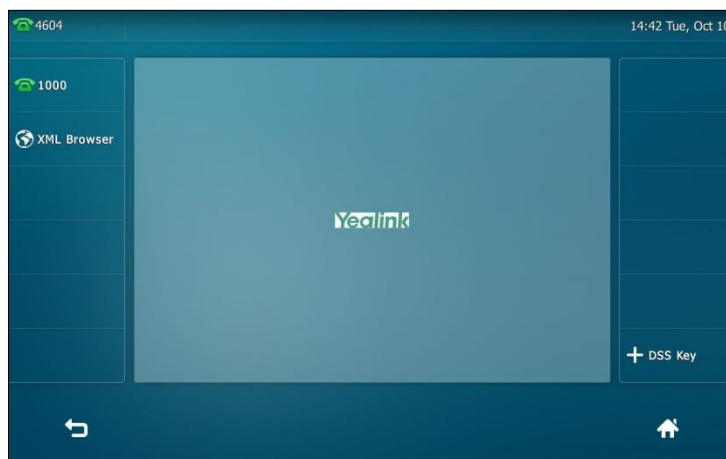 4604
14:42 Tue, Oct 10
1000
XML Browser
Yealink
+ DSS Key